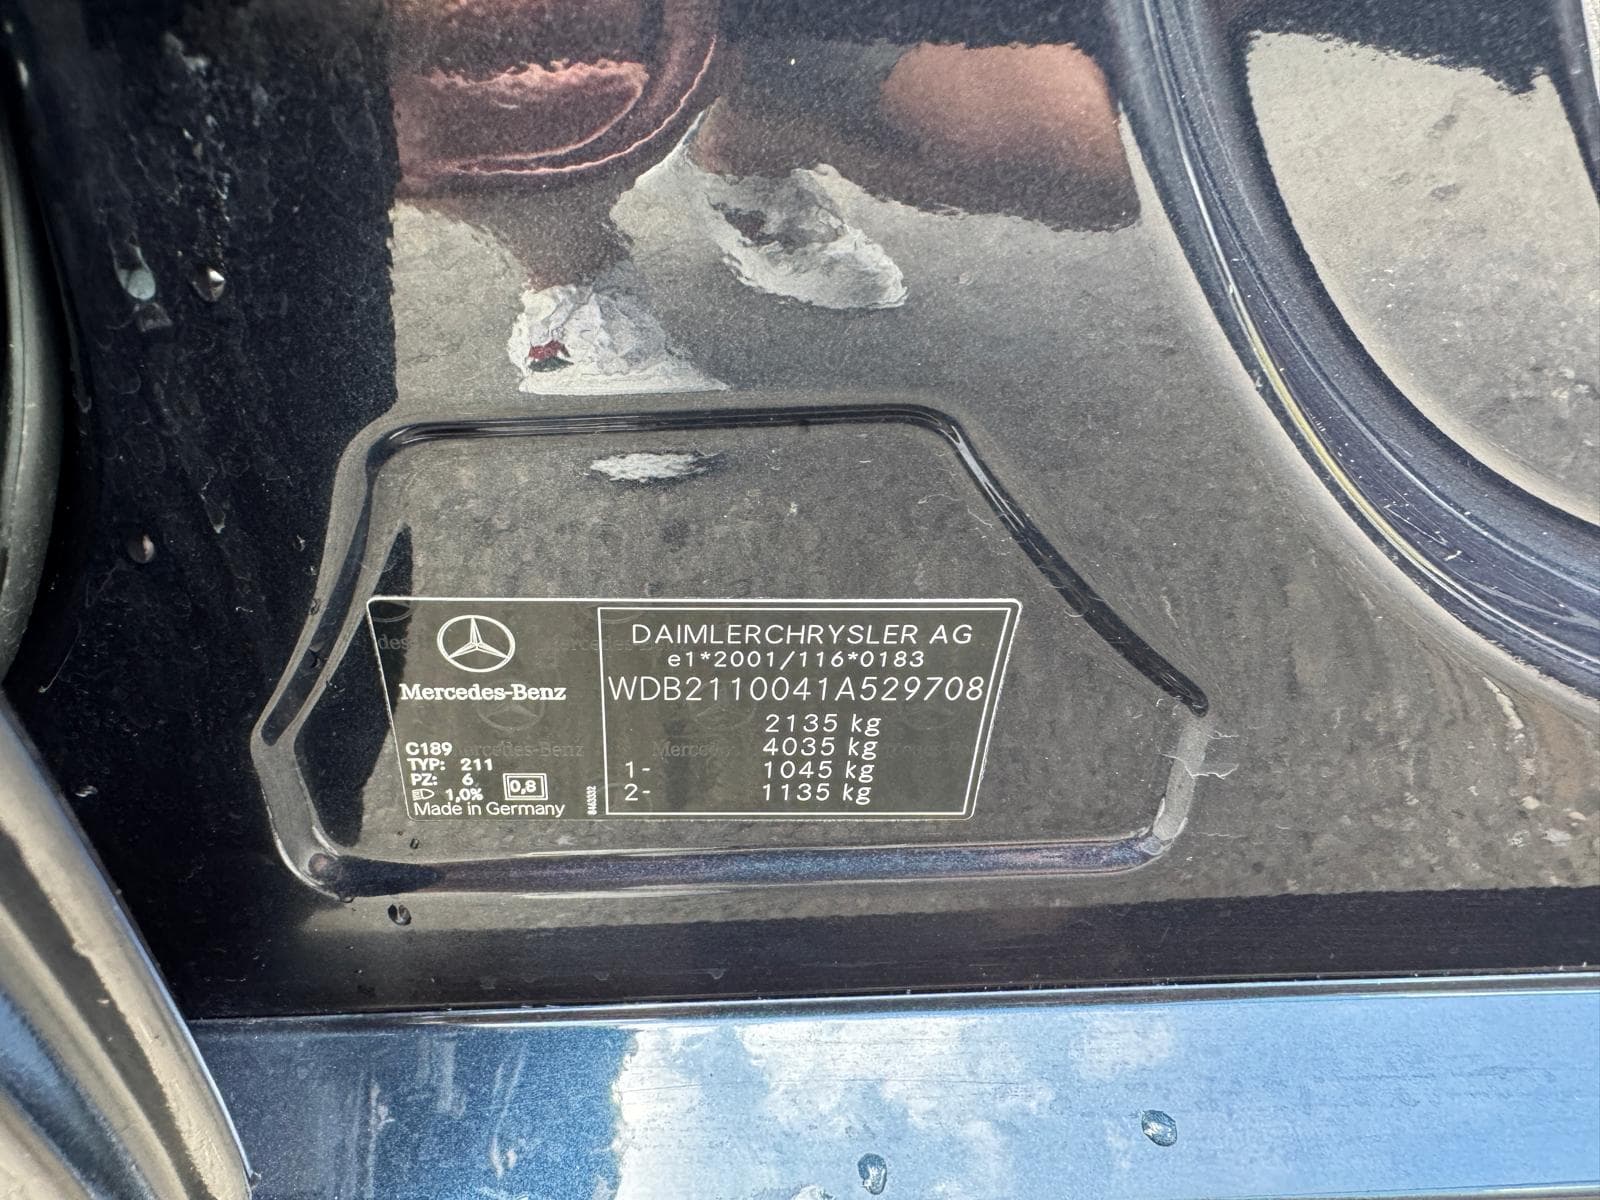 Mercedes-Benz
C189
TYP: 211
PZ: 6
1,0%
0,8
Made in Germany
8463332
DAIMLERCHRYSLER AG
e1*2001/116*0183
WDB2110041A529708
2135 kg
4035 kg
1- 1045 kg
2- 1135 kg